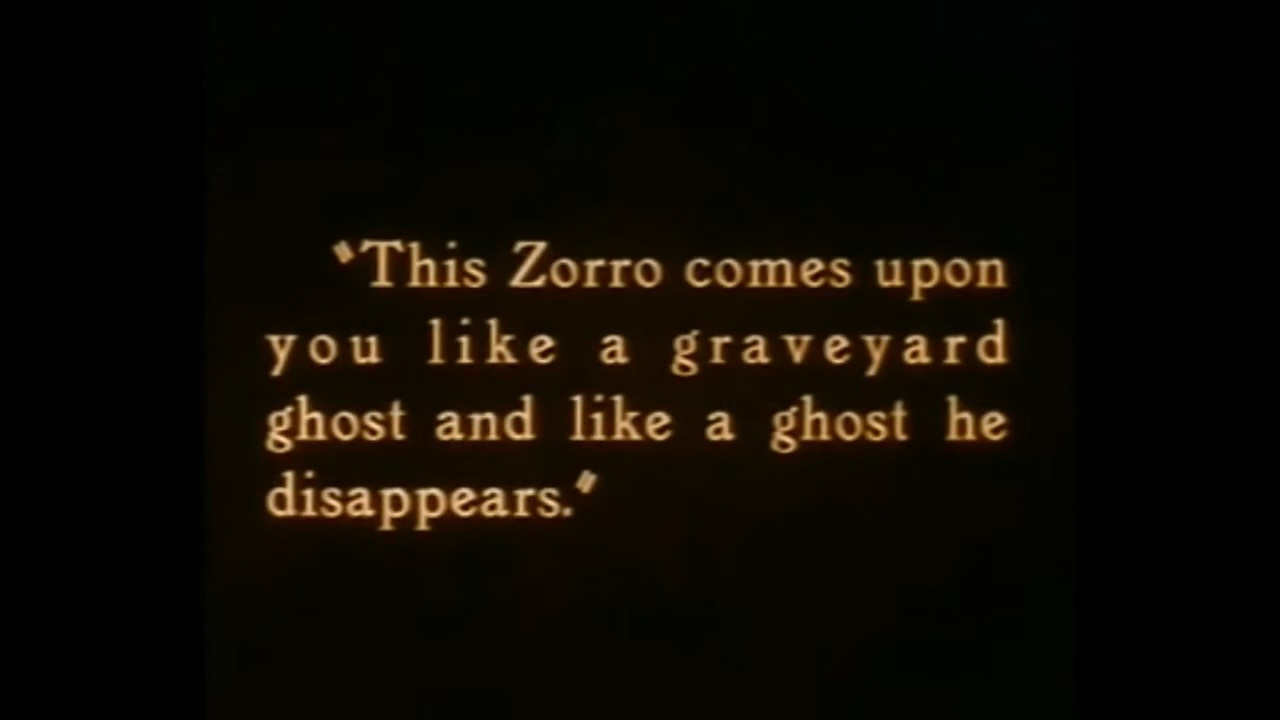 "This Zorro comes upon
you like a graveyard
ghost and like a ghost he
disappears."